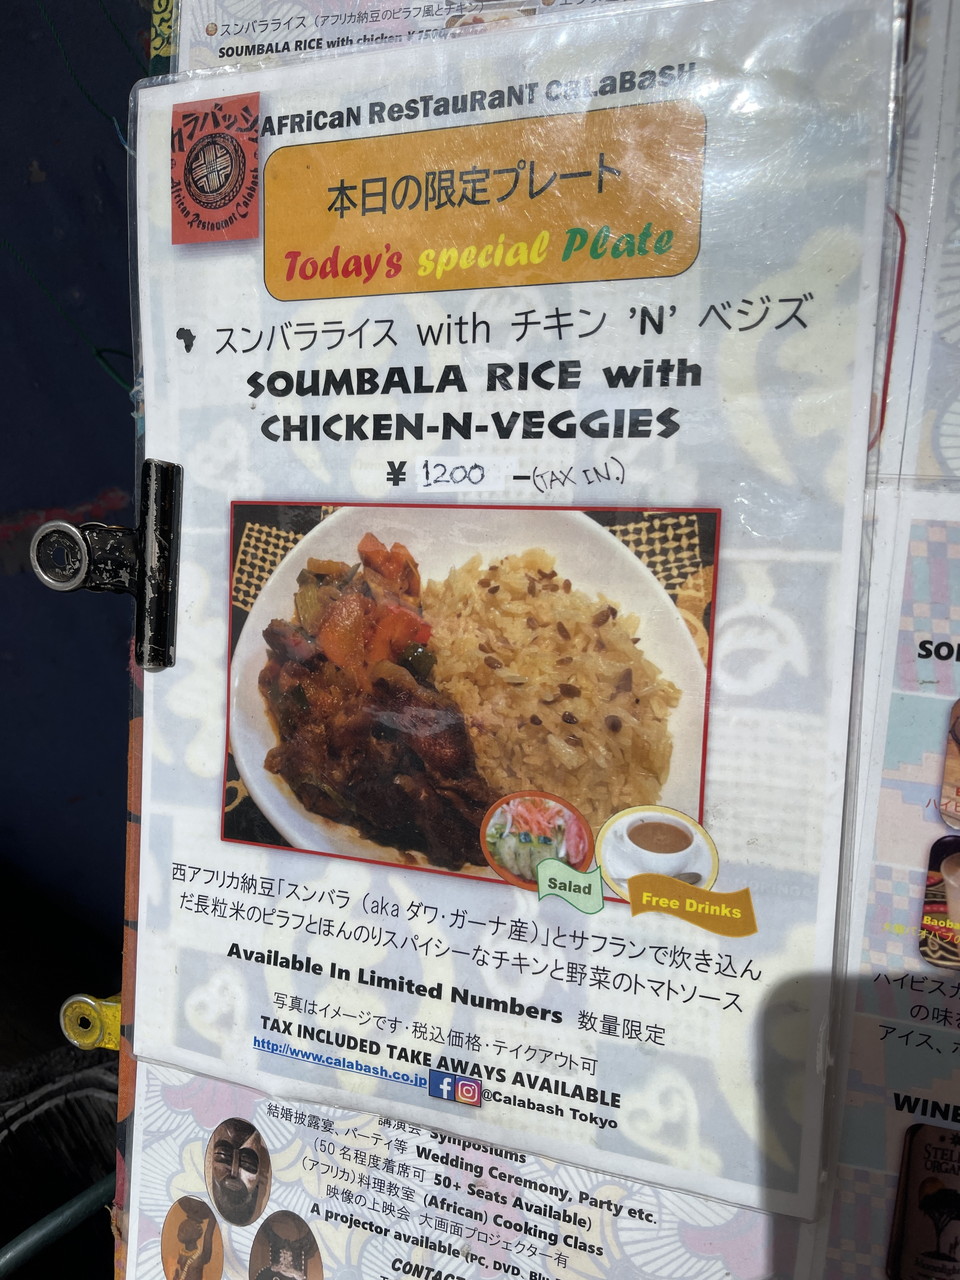 スンバラライス（アフリカ納豆のピラフ風とチキン）
SOUMBALA RICE with chicken ¥750
AFRICaN ResTauRaNT CaLaBaSH
カラバッシュ
African Restaurant Calabash
本日の限定プレート
Today's special Plate
スンバラライス with チキン 'N' ベジズ
SOUMBALA RICE with
CHICKEN-N-VEGGIES
¥ 1200 -(TAX IN.)
Salad
Free Drinks
西アフリカ納豆「スンバラ（aka ダワ・ガーナ産）」とサフランで炊き込ん
だ長粒米のピラフとほんのりスパイシーなチキンと野菜のトマトソース
Available In Limited Numbers 数量限定
写真はイメージです・税込価格・テイクアウト可
TAX INCLUDED TAKE AWAYS AVAILABLE
http://www.calabash.co.jp @Calabash Tokyo
講演会 Symposiums
結婚披露宴、パーティ等 Wedding Ceremony, Party etc.
(50 名程度着席可 50+ Seats Available)
(アフリカ)料理教室 (African) Cooking Class
映像の上映会 大画面プロジェクター有
A projector available (PC, DVD,
CONTACT
SO
ハイビ
Baoba
ハイビスカ
の味を
アイス、ホ
WINE
STEL
ORGAN